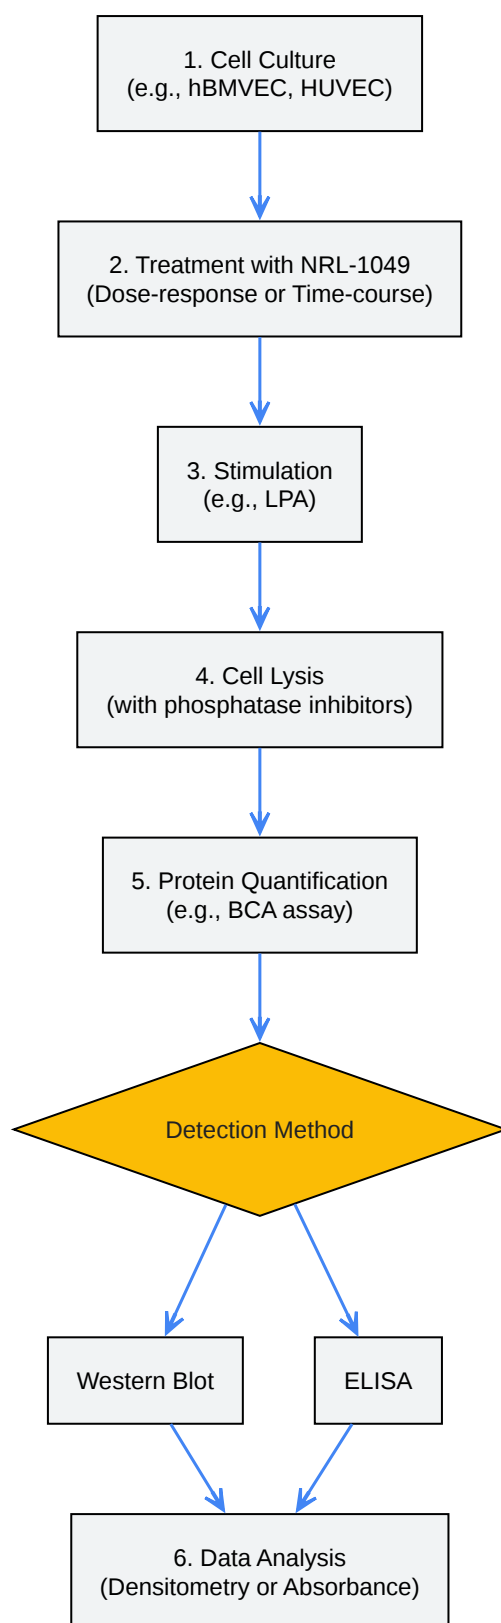 1. Cell Culture
(e.g., hBMVEC, HUVEC)
2. Treatment with NRL-1049
(Dose-response or Time-course)
3. Stimulation
(e.g., LPA)
4. Cell Lysis
(with phosphatase inhibitors)
5. Protein Quantification
(e.g., BCA assay)
Detection Method
Western Blot
ELISA
6. Data Analysis
(Densitometry or Absorbance)